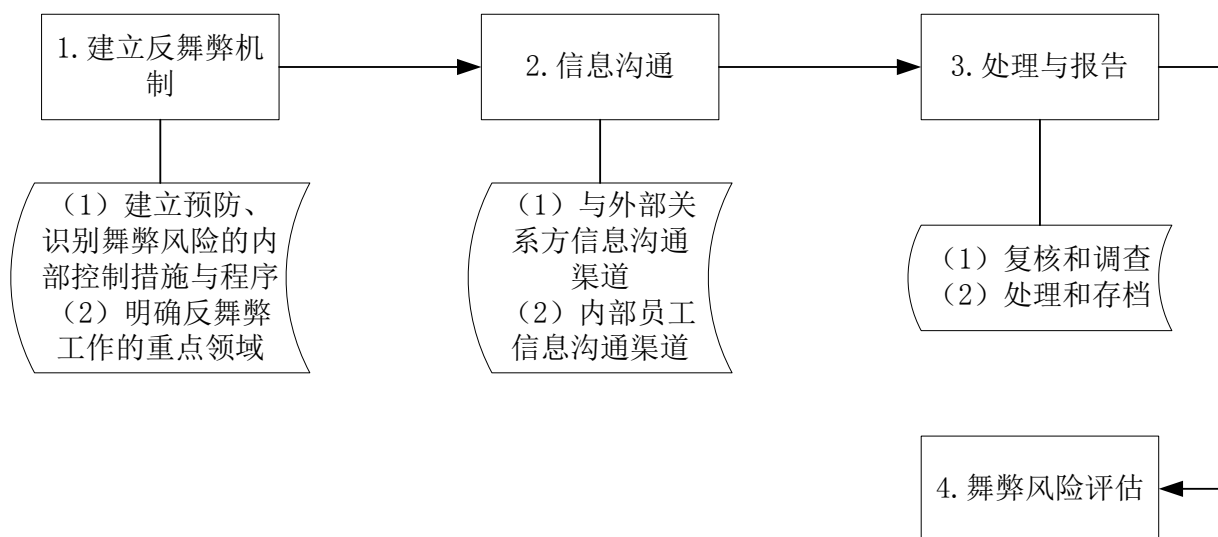 1.建立反舞弊机
制
2.信息沟通
3.处理与报告
（1）建立预防、
识别舞弊风险的内
部控制措施与程序
（2）明确反舞弊
工作的重点领域
（1）与外部关
系方信息沟通
渠道
（2）内部员工
信息沟通渠道
（1）复核和调查
（2）处理和存档
4.舞弊风险评估